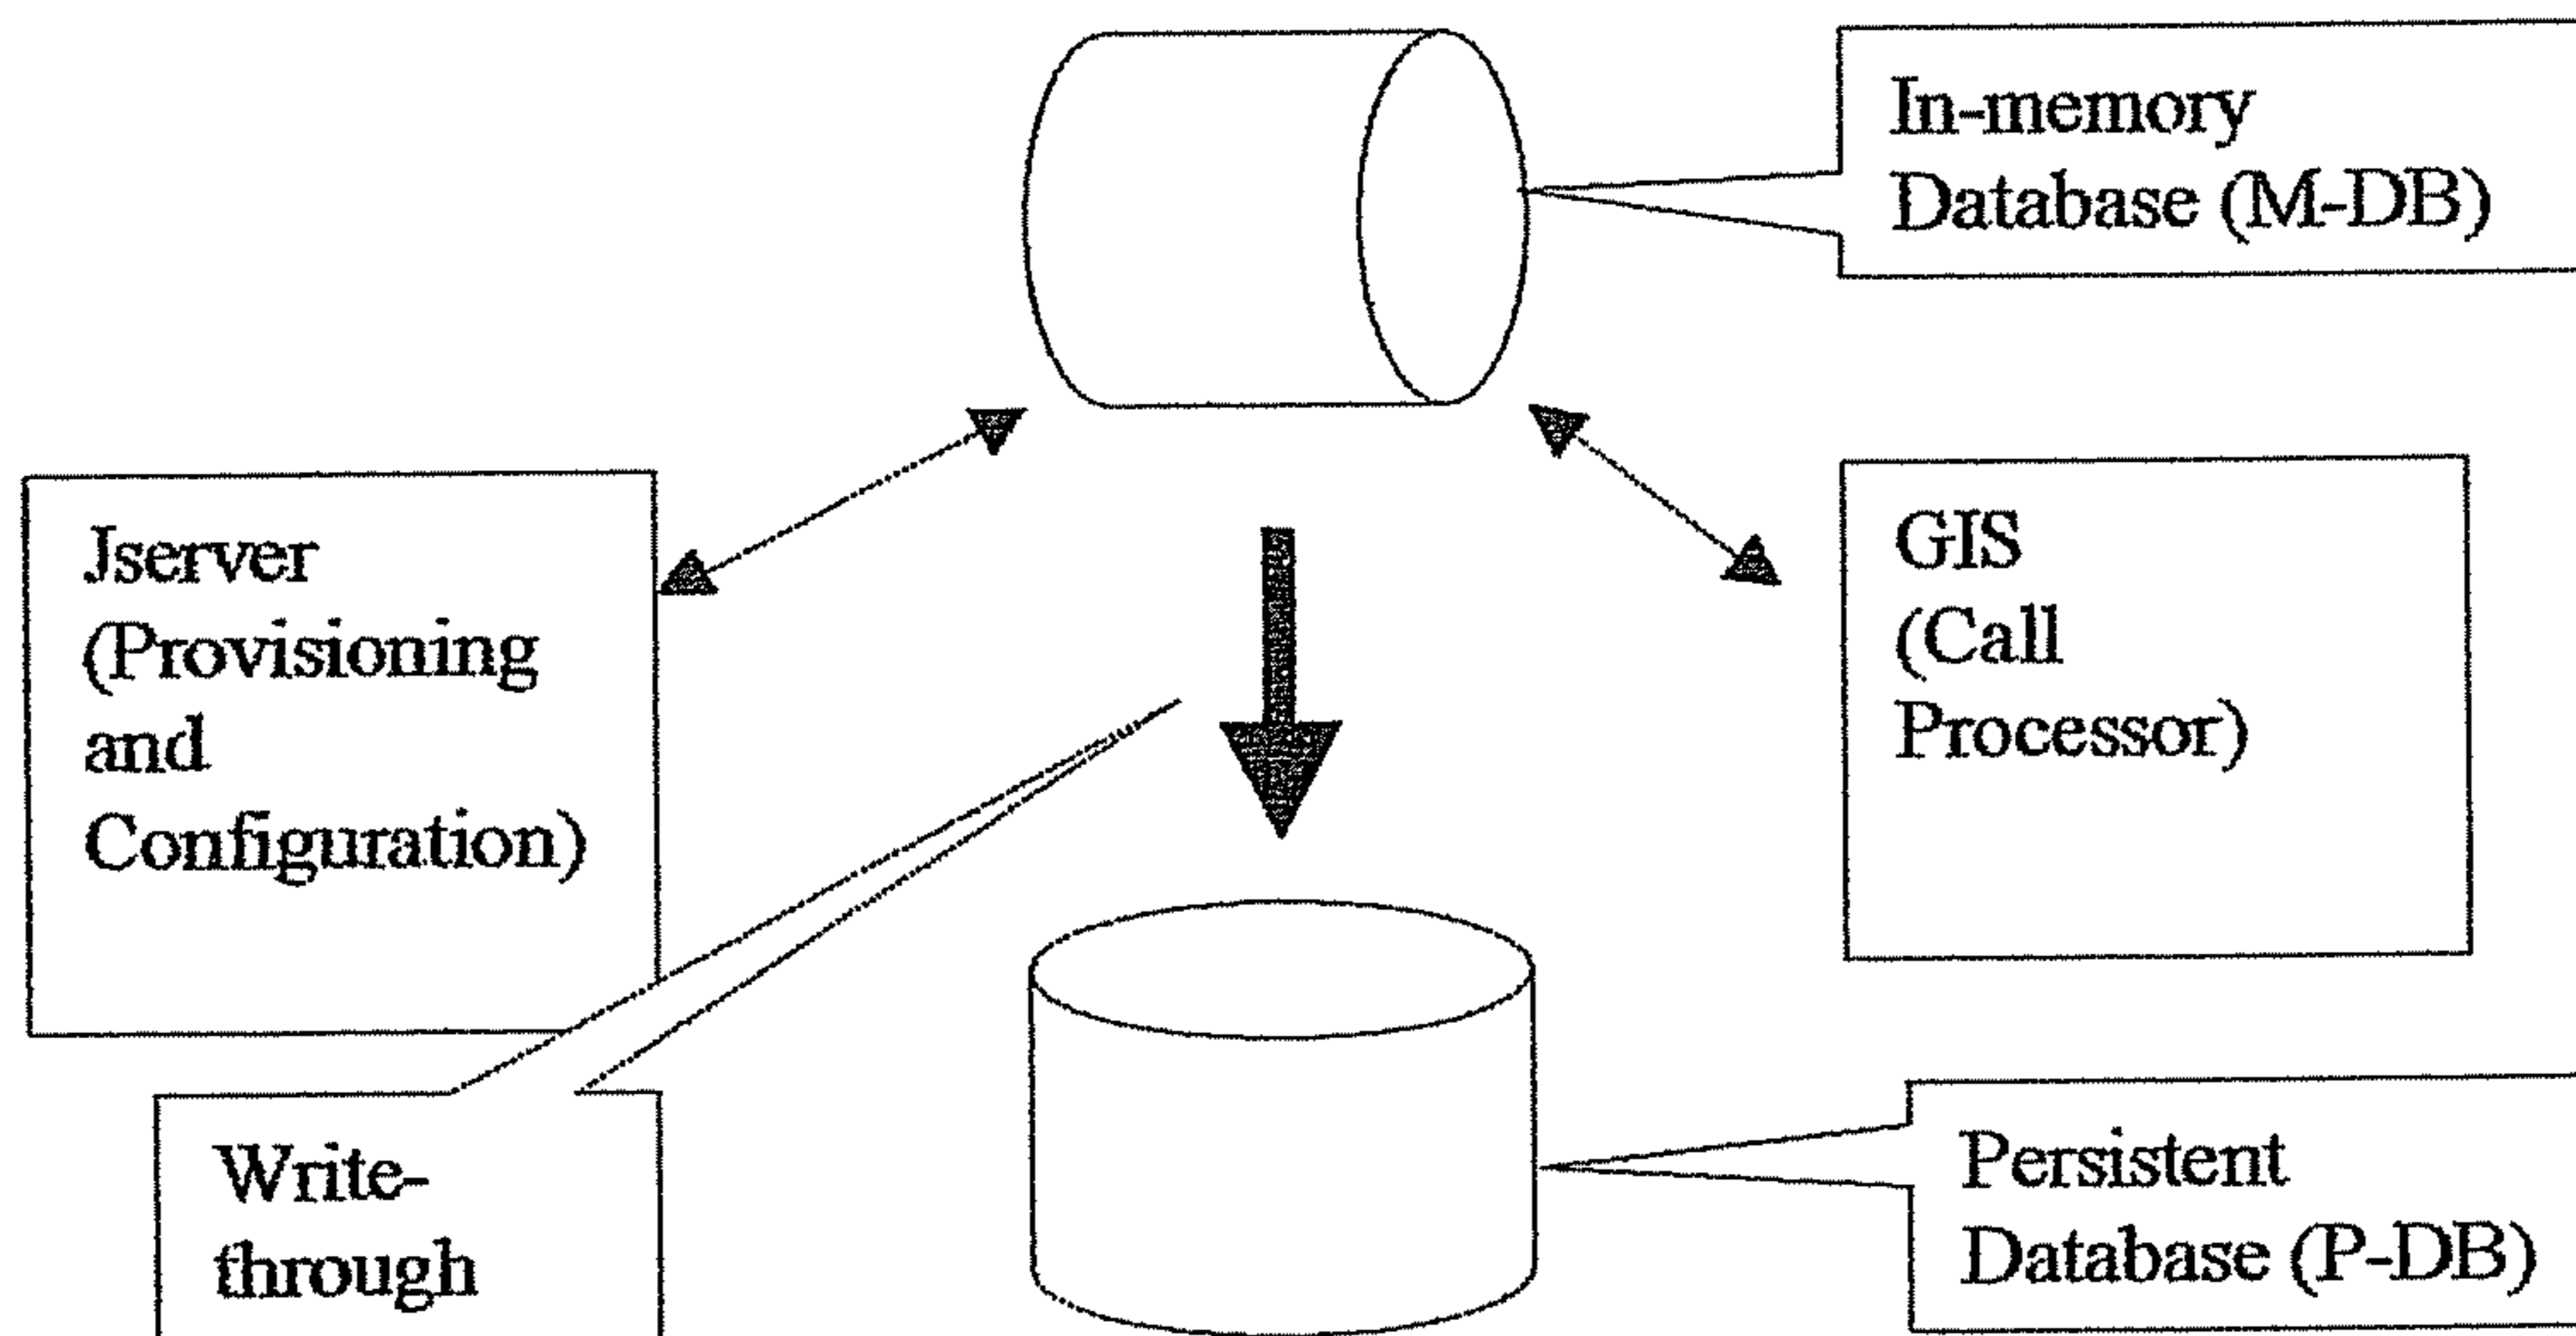 In-memory
Database (M-DB)
Jserver
(Provisioning
and
Configuration)
GIS
(Call
Processor)
Write-
through
Persistent
Database (P-DB)